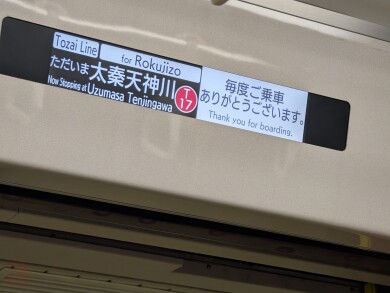 Tozai Line
for Rokujizo
ただいま 太秦天神川
Now Stopping at Uzumasa Tenjingawa
T
17
毎度ご乗車
ありがとうございます。
Thank you for boarding.